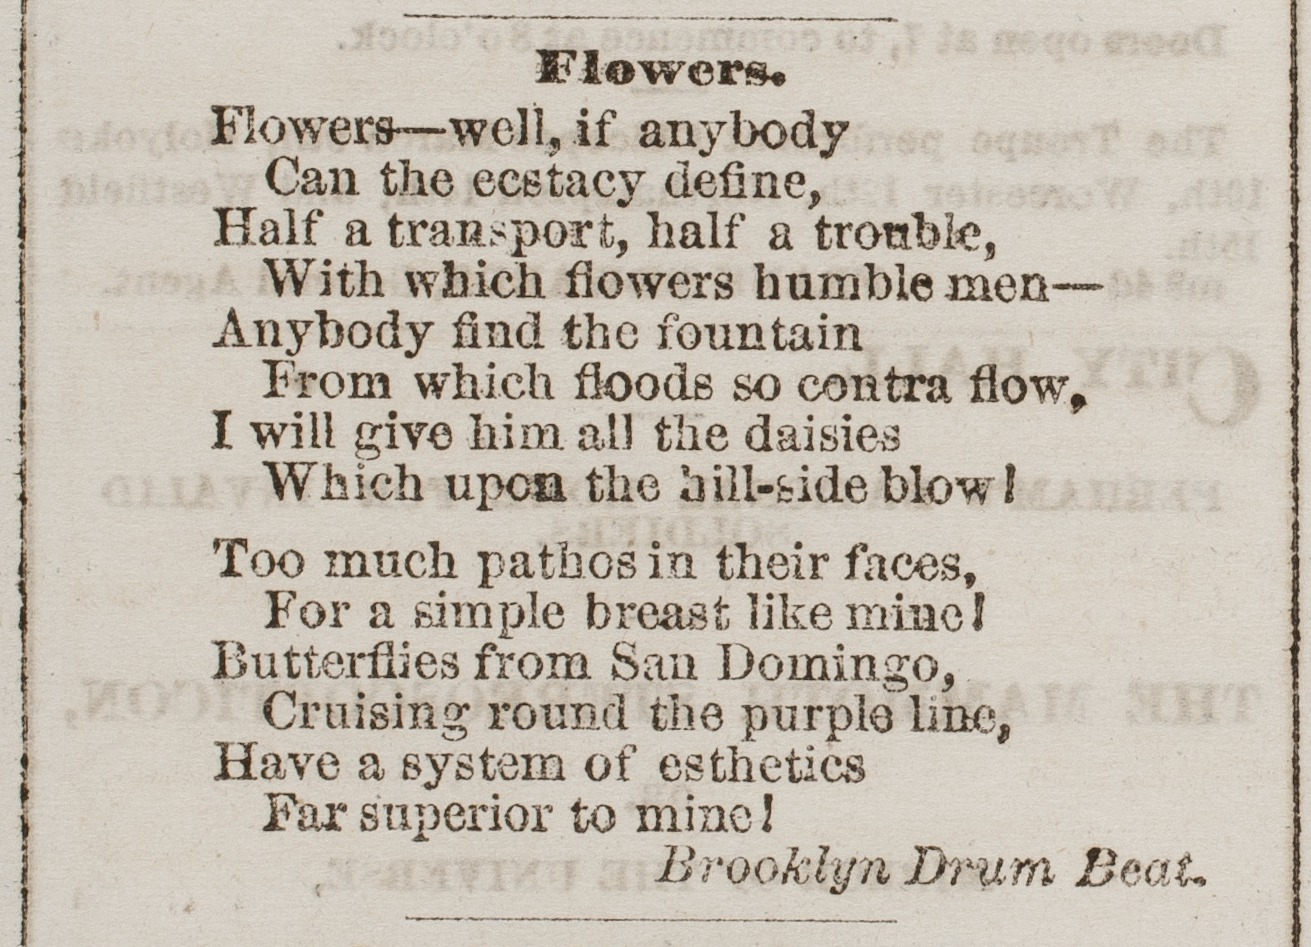 Flowers.
Flowers—well, if anybody
Can the ecstacy define,
Half a transport, half a trouble,
With which flowers humble men—
Anybody find the fountain
From which floods so contra flow,
I will give him all the daisies
Which upon the hill-side blow!
Too much pathos in their faces,
For a simple breast like mine!
Butterflies from San Domingo,
Cruising round the purple line,
Have a system of esthetics
Far superior to mine!
Brooklyn Drum Beat.